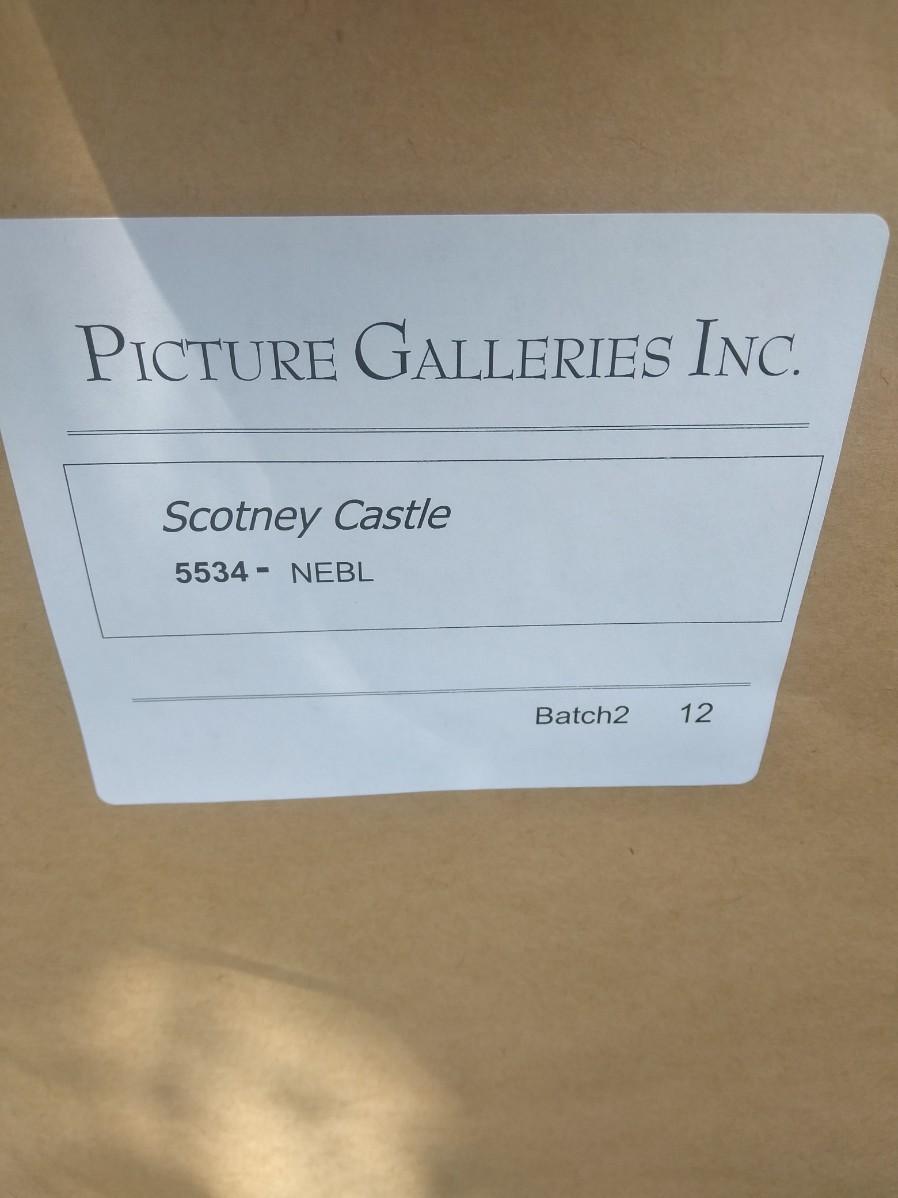 PICTURE GALLERIES INC.
Scotney Castle
5534 - NEBL
Batch2 12